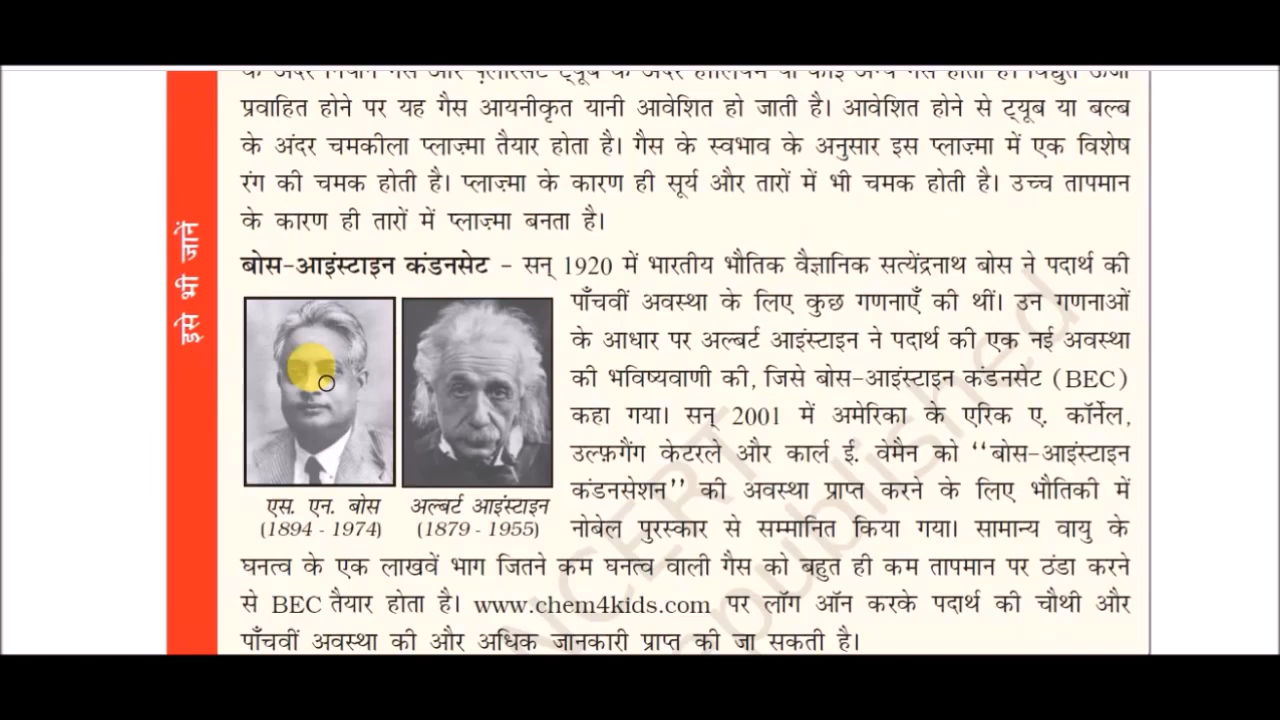 प्रवाहित होने पर यह गैस आयनीकृत यानी आवेशित हो जाती है। आवेशित होने से ट्यूब या बल्ब
के अंदर चमकीला प्लाज़्मा तैयार होता है। गैस के स्वभाव के अनुसार इस प्लाज़्मा में एक विशेष
रंग की चमक होती है। प्लाज़्मा के कारण ही सूर्य और तारों में भी चमक होती है। उच्च तापमान
के कारण ही तारों में प्लाज़्मा बनता है।
इसे भी जानें
बोस-आइंस्टाइन कंडनसेट - सन् 1920 में भारतीय भौतिक वैज्ञानिक सत्येंद्रनाथ बोस ने पदार्थ की
पाँचवीं अवस्था के लिए कुछ गणनाएँ की थीं। उन गणनाओं
के आधार पर अल्बर्ट आइंस्टाइन ने पदार्थ की एक नई अवस्था
की भविष्यवाणी की, जिसे बोस-आइंस्टाइन कंडनसेट (BEC)
कहा गया। सन् 2001 में अमेरिका के एरिक ए. कॉर्नेल,
उल्फ़गैंग केटरले और कार्ल ई. वेमैन को “बोस-आइंस्टाइन
कंडनसेशन” की अवस्था प्राप्त करने के लिए भौतिकी में
नोबेल पुरस्कार से सम्मानित किया गया। सामान्य वायु के
एस. एन. बोस
(1894 - 1974)
अल्बर्ट आइंस्टाइन
(1879 - 1955)
घनत्व के एक लाखवें भाग जितने कम घनत्व वाली गैस को बहुत ही कम तापमान पर ठंडा करने
से BEC तैयार होता है। www.chem4kids.com पर लॉग ऑन करके पदार्थ की चौथी और
पाँचवीं अवस्था की और अधिक जानकारी प्राप्त की जा सकती है।
NCERT